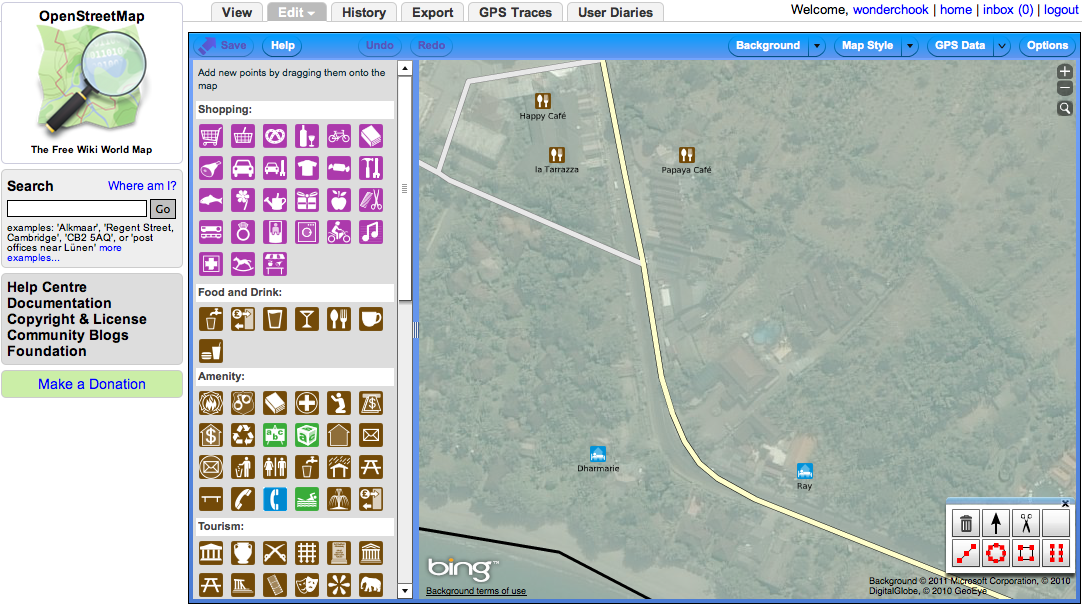 OpenStreetMap
The Free Wiki World Map
Search
Where am I?
Go
examples: 'Alkmaar', 'Regent Street,
Cambridge', 'CB2 5AQ', or 'post
offices near Lünen' more
examples...
Help Centre
Documentation
Copyright & License
Community Blogs
Foundation
Make a Donation
View
Edit
History
Export
GPS Traces
User Diaries
Welcome, wonderchook | home | inbox (0) | logout
Save
Help
Undo
Redo
Background
Map Style
GPS Data
Options
Add new points by dragging them onto the
map
Shopping:
Food and Drink:
Amenity:
Tourism:
Happy Café
la Tarrazza
Papaya Café
Dharmarie
Ray
bing™
Background terms of use
Background © 2011 Microsoft Corporation, © 2010
DigitalGlobe, © 2010 GeoEye